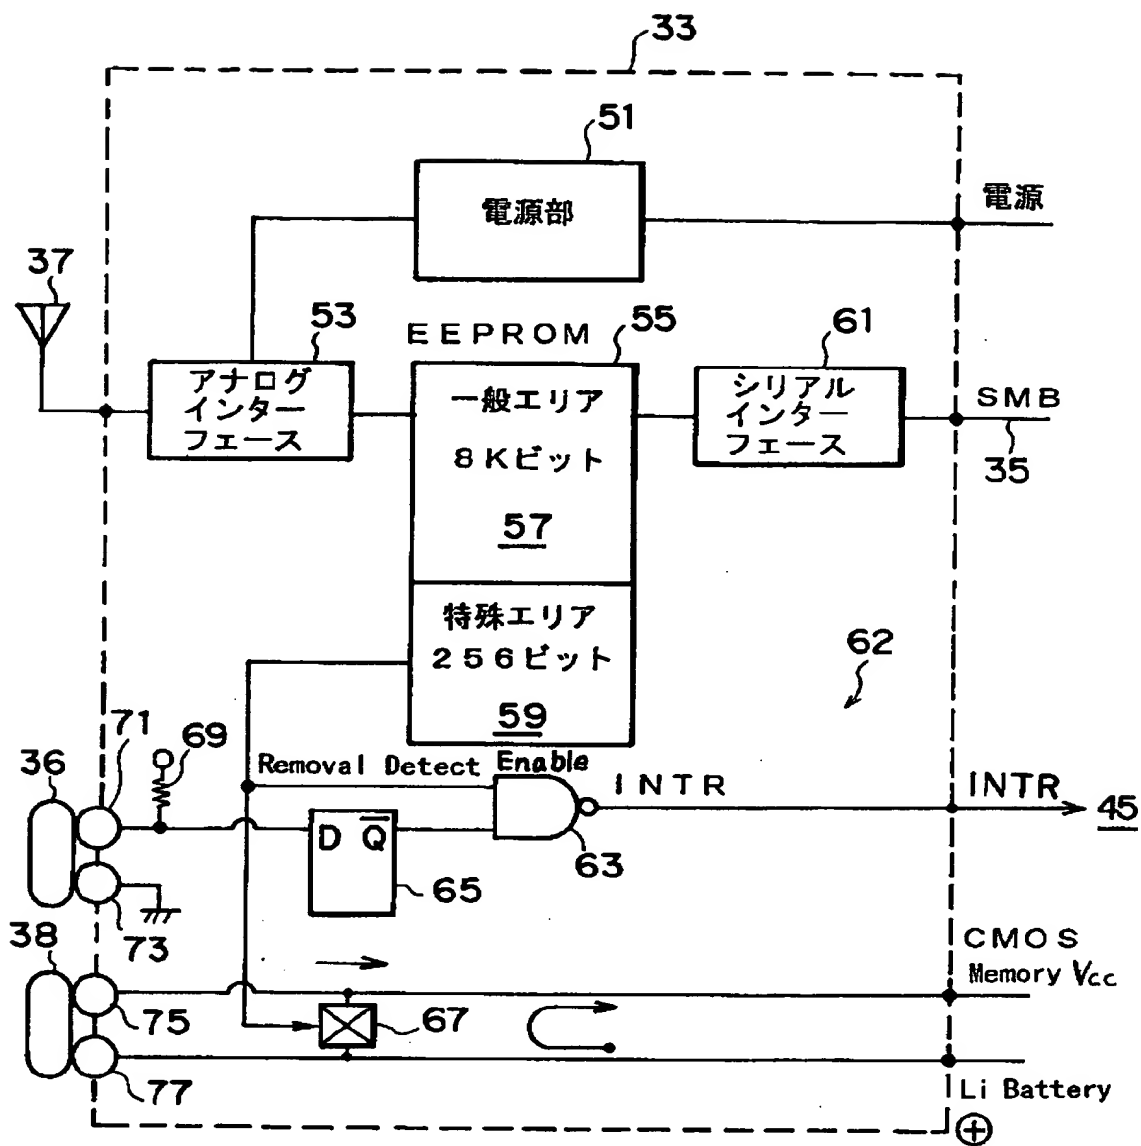 33
51
電源部
電源
37
53
EEPROM
55
61
アナログ
インター
フェース
一般エリア
8Kビット
57
シリアル
インター
フェース
SMB
35
特殊エリア
256ビット
59
62
71
69
36
Removal Detect Enable
INTR
INTR
45
D Q̅
63
65
73
38
CMOS
Memory Vcc
75
67
77
Li Battery
+